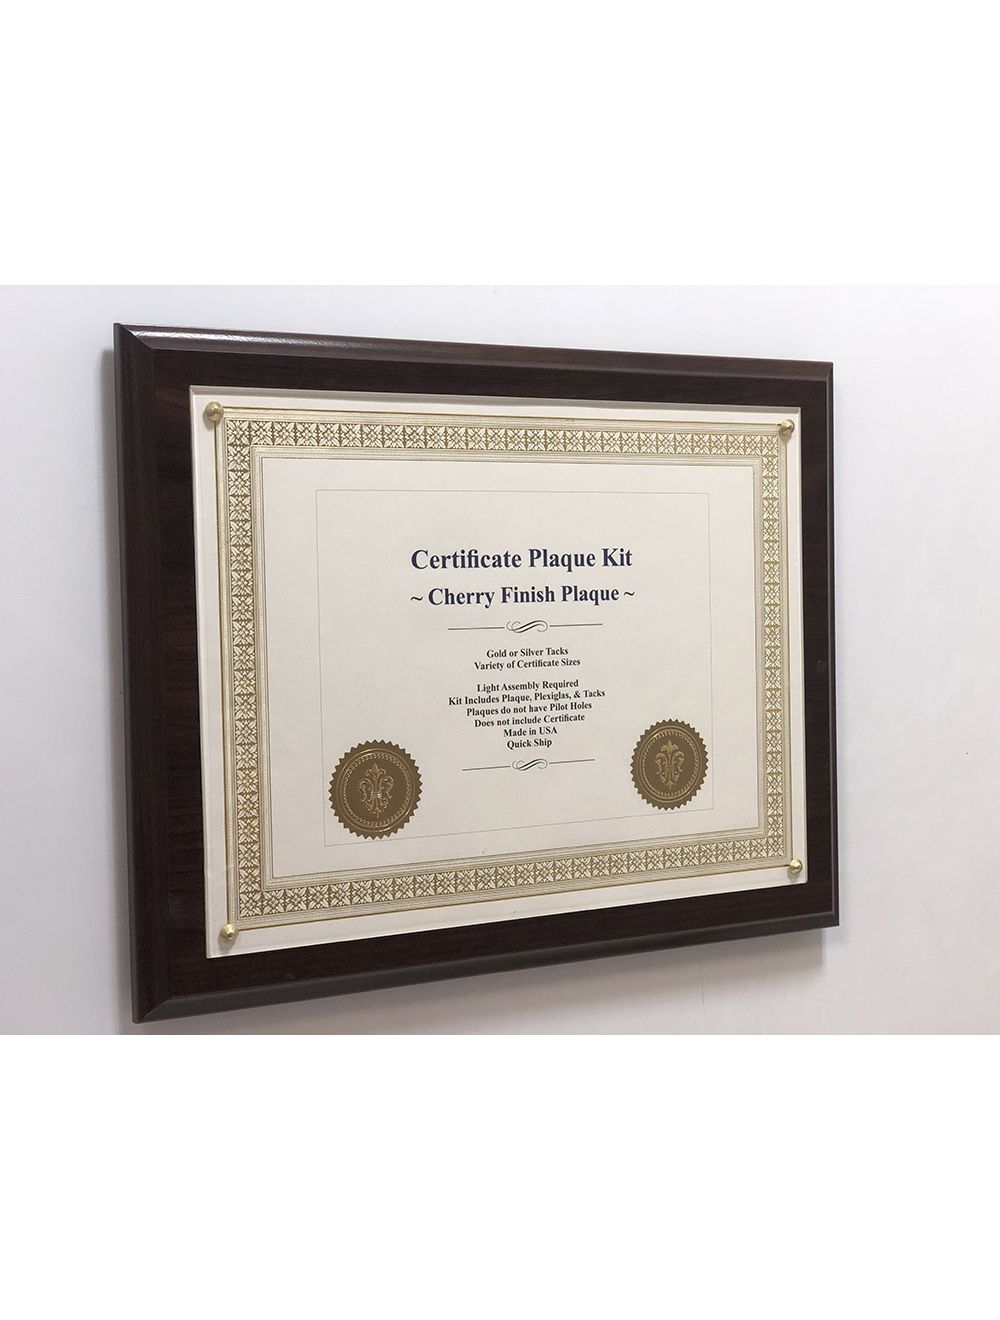 Certificate Plaque Kit
~ Cherry Finish Plaque ~
Gold or Silver Tacks
Variety of Certificate Sizes
Light Assembly Required
Kit Includes Plaque, Plexiglas, & Tacks
Plaques do not have Pilot Holes
Does not include Certificate
Made in USA
Quick Ship